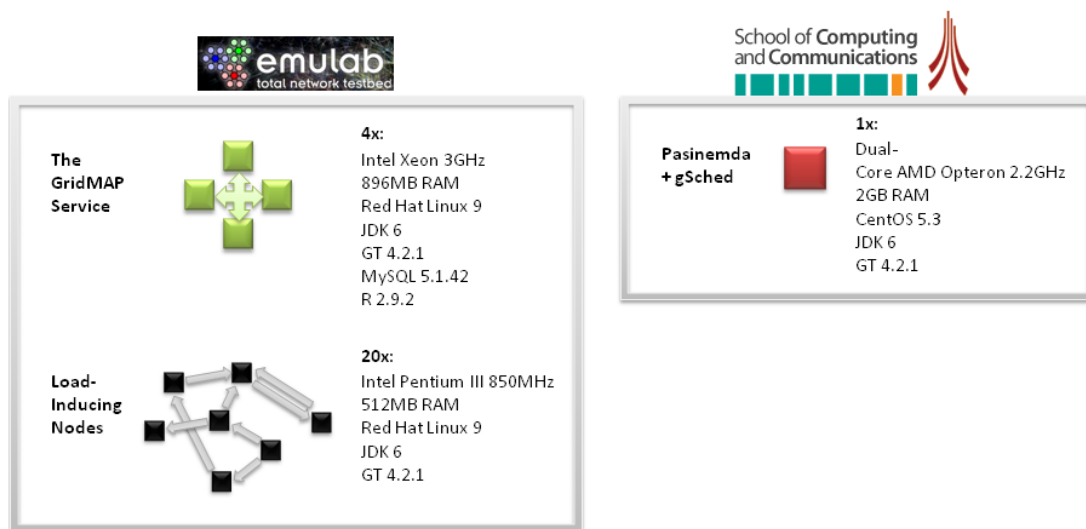 emulab
total network testbed
The
GridMAP
Service
4x:
Intel Xeon 3GHz
896MB RAM
Red Hat Linux 9
JDK 6
GT 4.2.1
MySQL 5.1.42
R 2.9.2
Load-
Inducing
Nodes
20x:
Intel Pentium III 850MHz
512MB RAM
Red Hat Linux 9
JDK 6
GT 4.2.1
School of Computing
and Communications
Pasinemda
+ gSched
1x:
Dual-
Core AMD Opteron 2.2GHz
2GB RAM
CentOS 5.3
JDK 6
GT 4.2.1